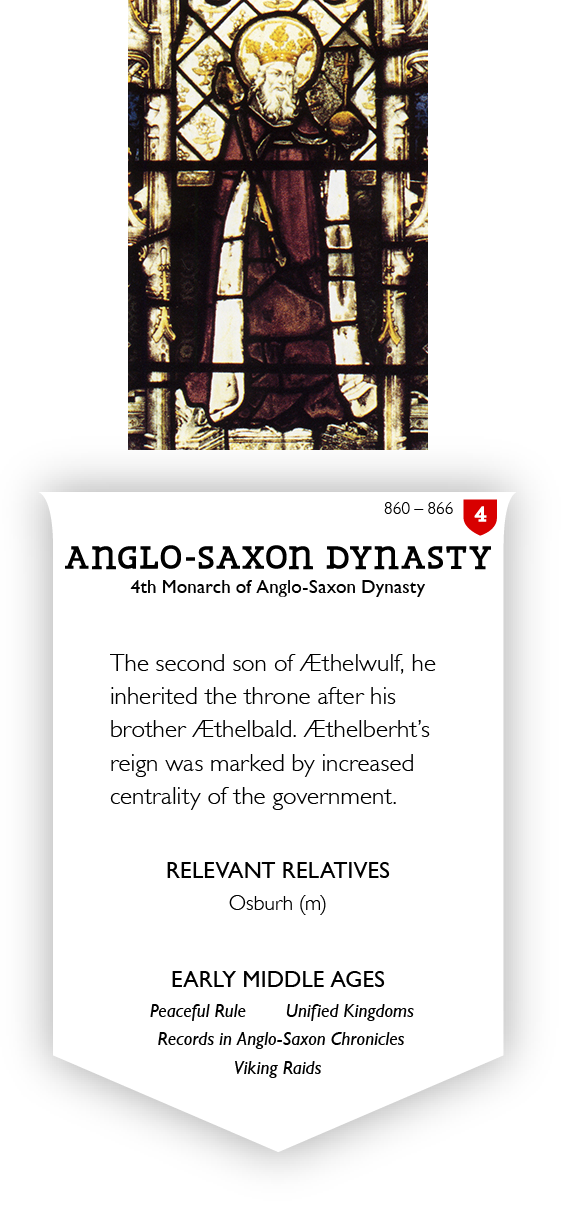 860 – 866
4
ANGLO-SAXON DYNASTY
4th Monarch of Anglo-Saxon Dynasty
The second son of Æthelwulf, he
inherited the throne after his
brother Æthelbald. Æthelberht’s
reign was marked by increased
centrality of the government.
RELEVANT RELATIVES
Osburh (m)
EARLY MIDDLE AGES
Peaceful Rule Unified Kingdoms
Records in Anglo-Saxon Chronicles
Viking Raids